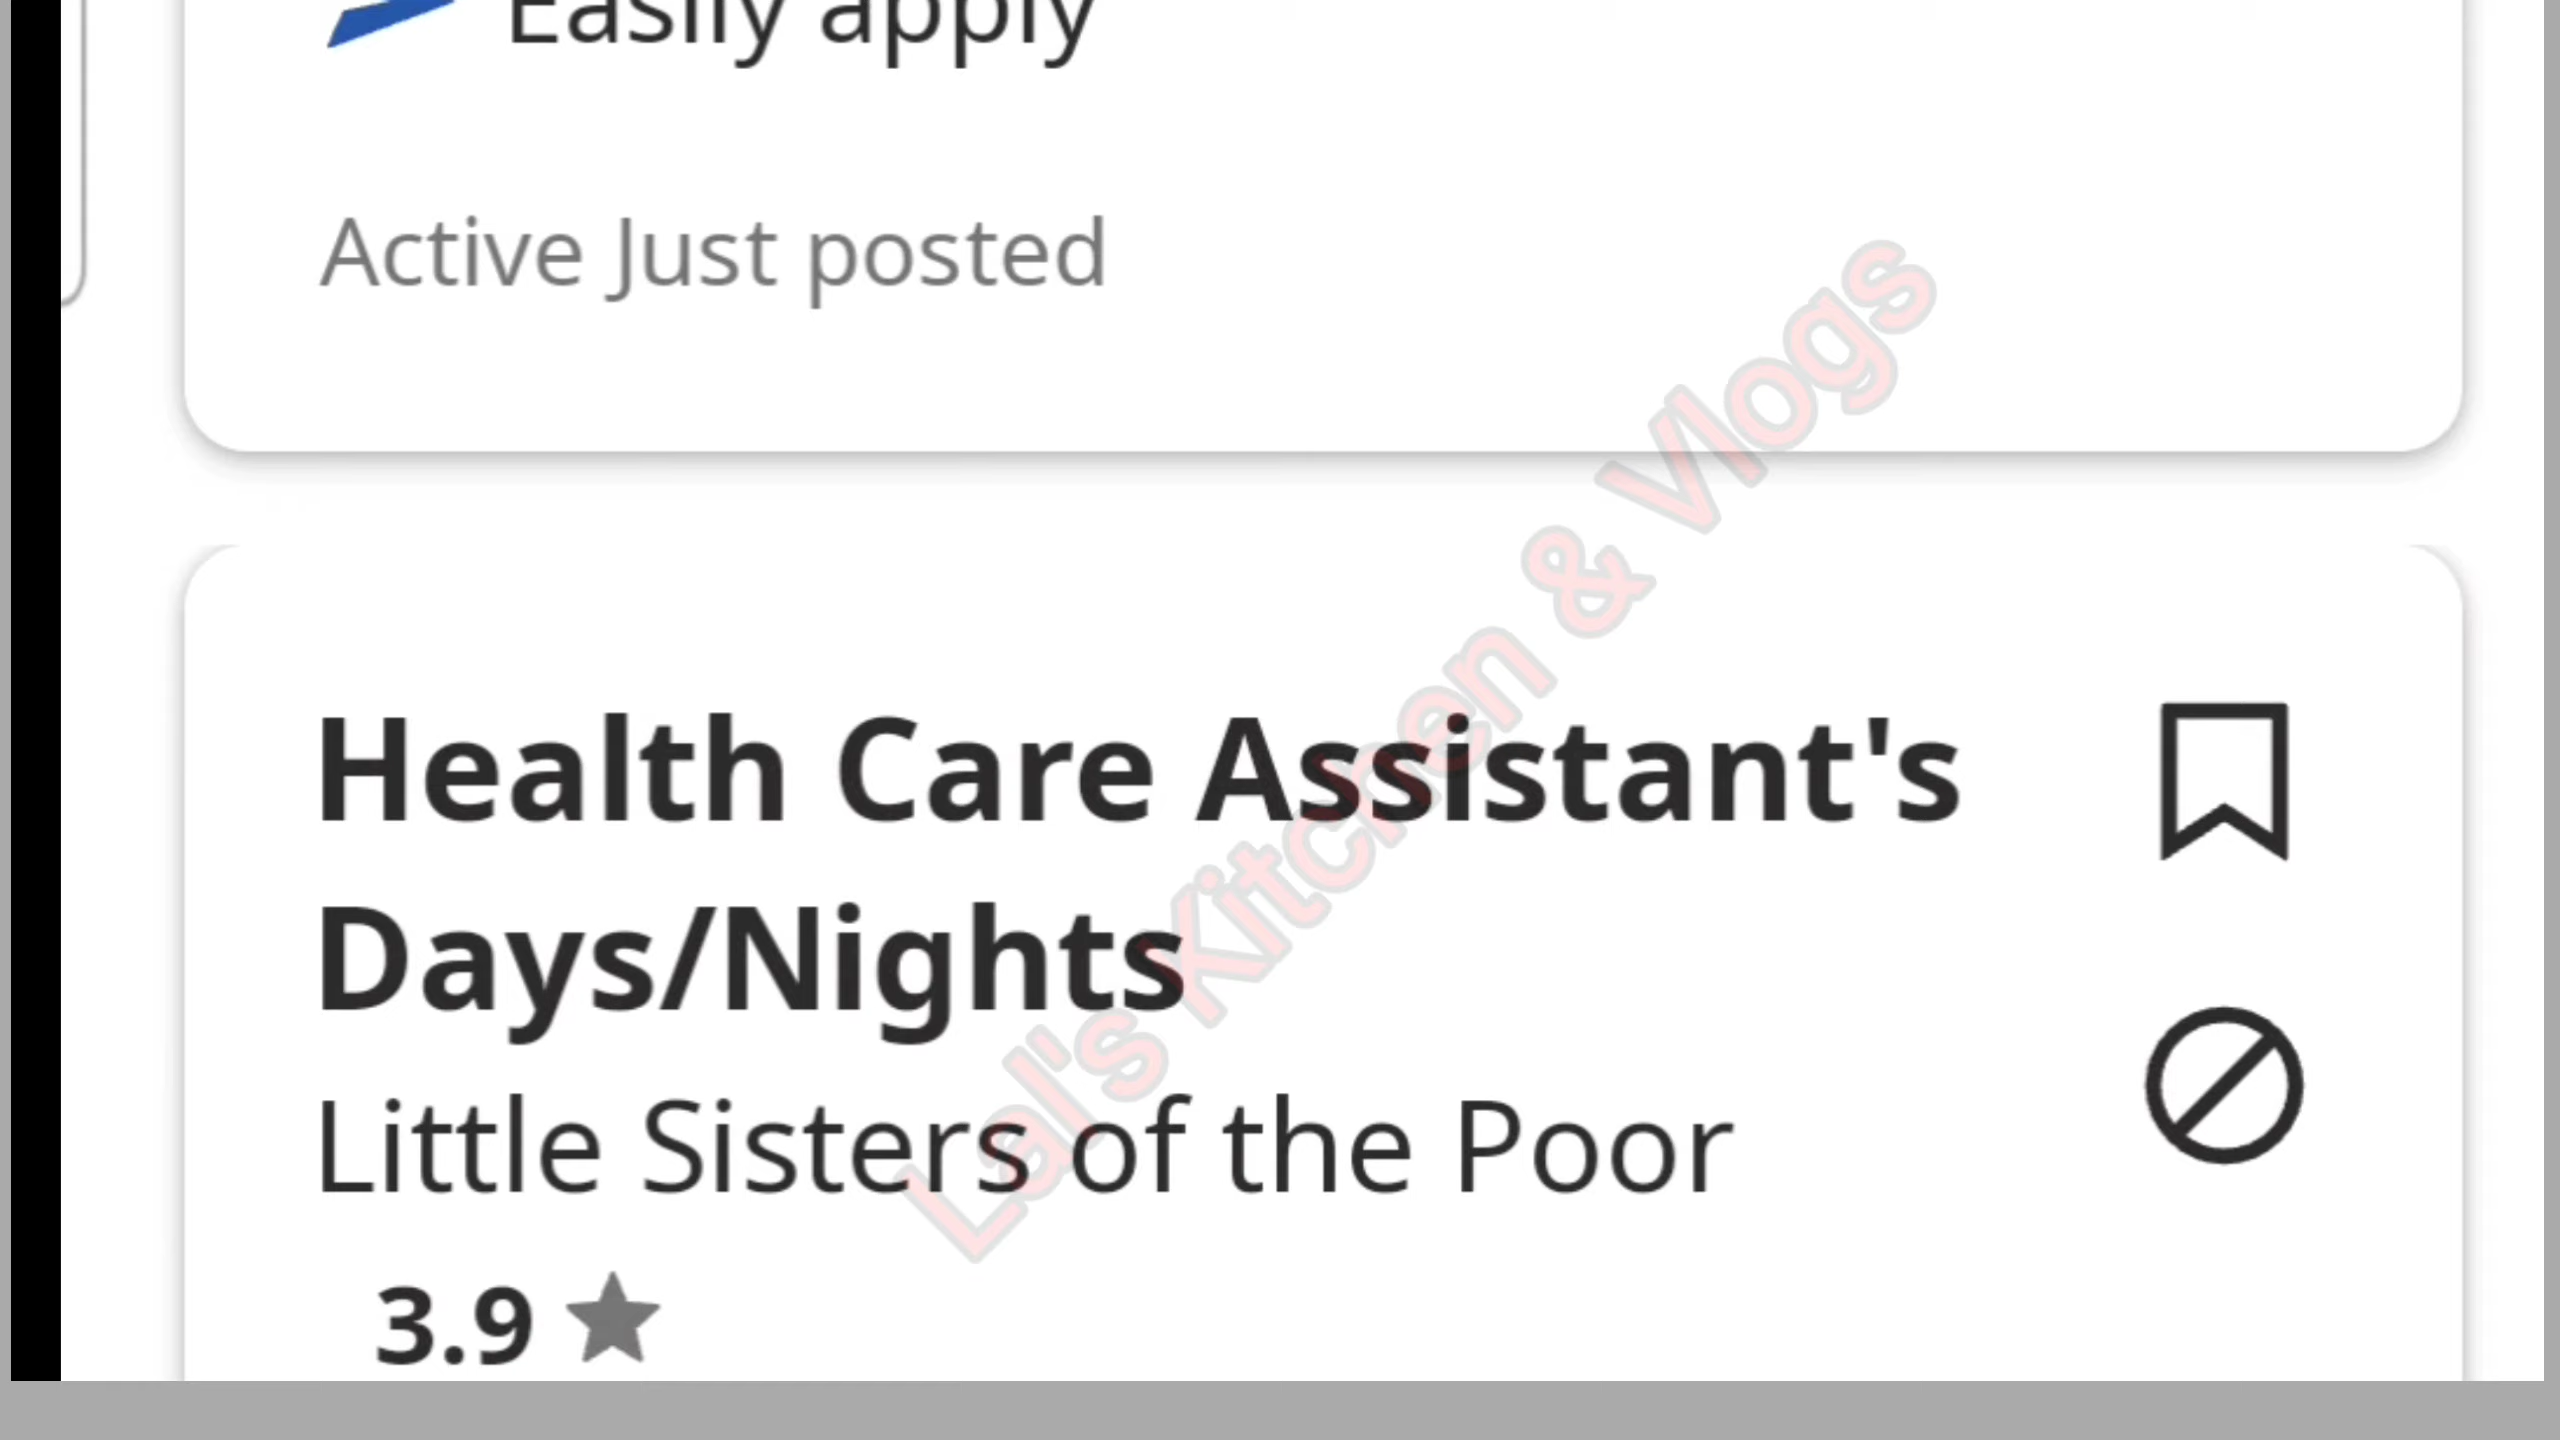 Easily apply
Active Just posted
Health Care Assistant's
Days/Nights
Little Sisters of the Poor
3.9
Lal's Kitchen & Vlogs